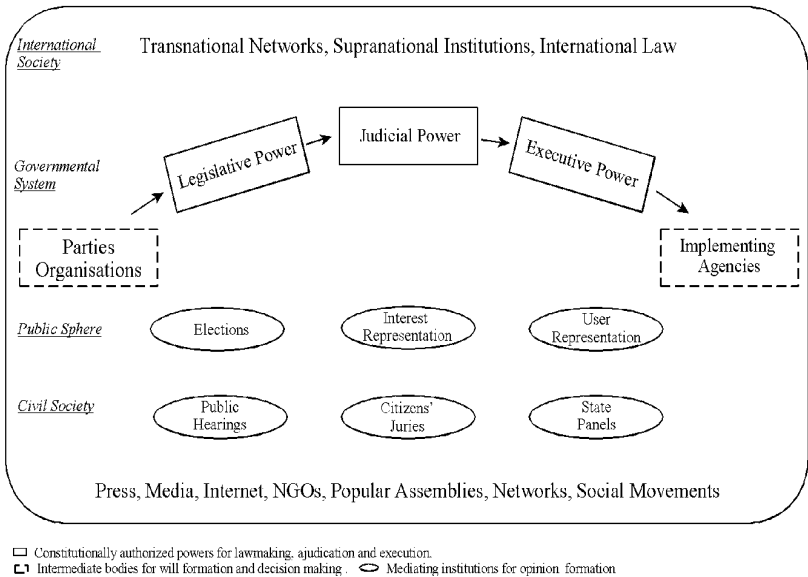 International
Society
Transnational Networks, Supranational Institutions, International Law
Governmental
System
Legislative Power
Judicial Power
Executive Power
Parties
Organisations
Implementing
Agencies
Public Sphere
Elections
Interest
Representation
User
Representation
Civil Society
Public
Hearings
Citizens'
Juries
State
Panels
Press, Media, Internet, NGOs, Popular Assemblies, Networks, Social Movements
Constitutionally authorized powers for lawmaking, ajudication and execution.
Intermediate bodies for will formation and decision making . Mediating institutions for opinion formation